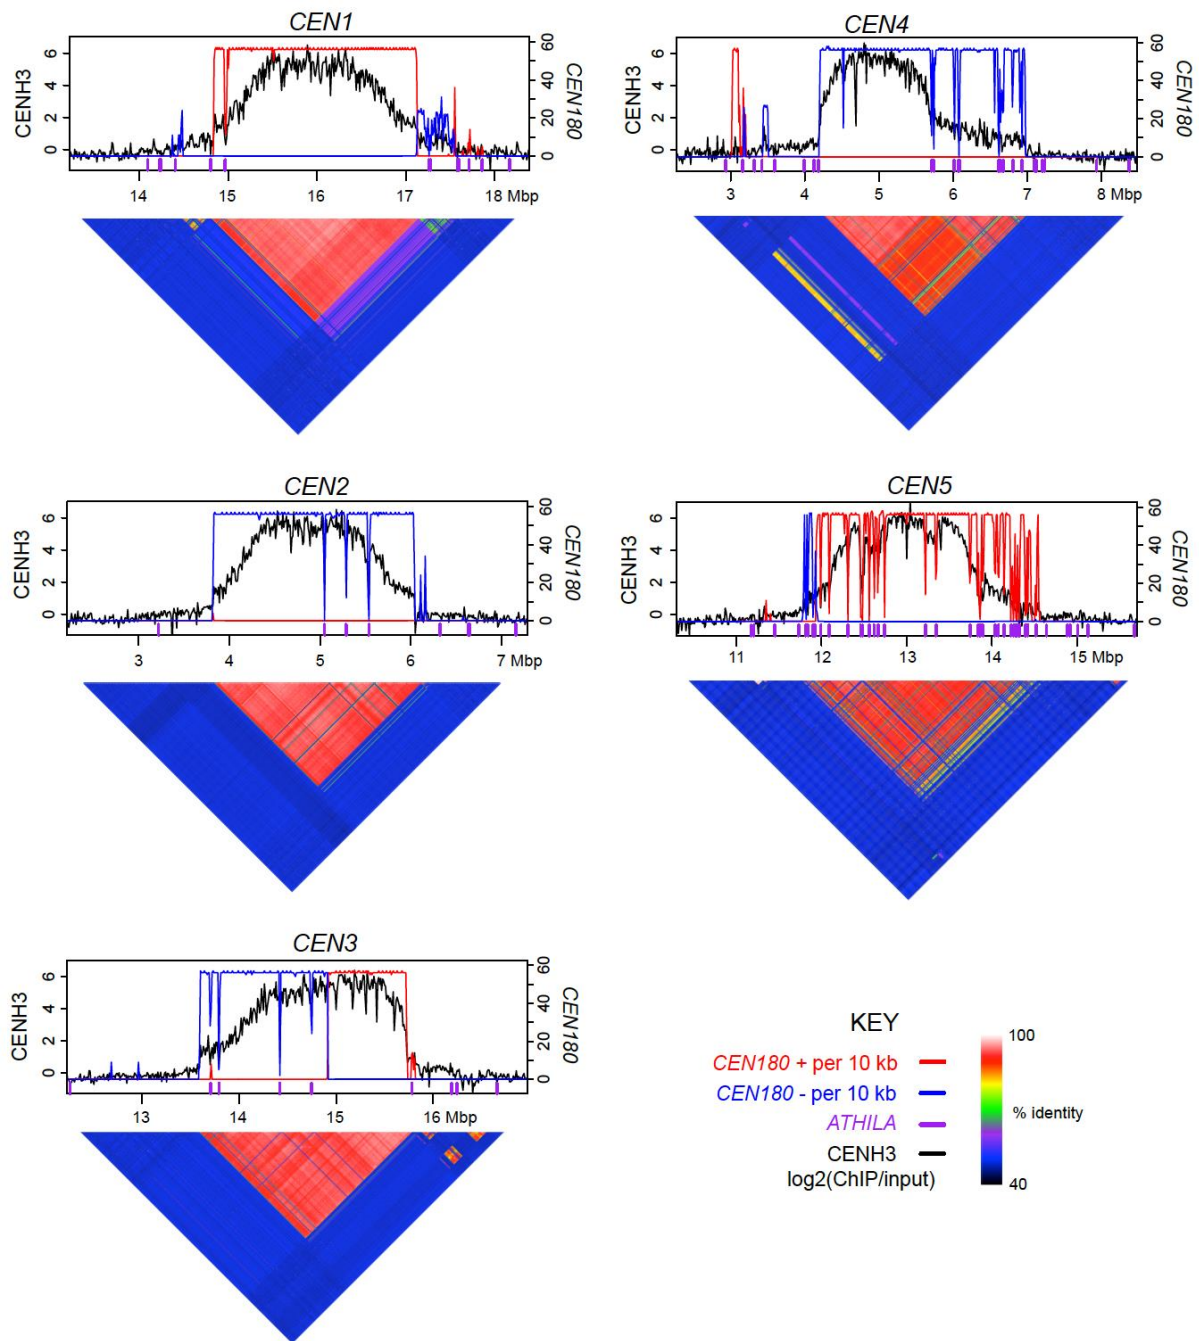 CEN1
CENH3
6
4
2
0
60
40
20
0
CEN180
14 15 16 17 18 Mbp
CEN4
CENH3
6
4
2
0
60
40
20
0
CEN180
3 4 5 6 7 8 Mbp
CEN2
CENH3
6
4
2
0
60
40
20
0
CEN180
3 4 5 6 7 Mbp
CEN5
CENH3
6
4
2
0
60
40
20
0
CEN180
11 12 13 14 15 Mbp
CEN3
CENH3
6
4
2
0
60
40
20
0
CEN180
13 14 15 16 Mbp
KEY
CEN180 + per 10 kb
CEN180 - per 10 kb
ATHILA
CENH3
log2(ChIP/input)
100
% identity
40